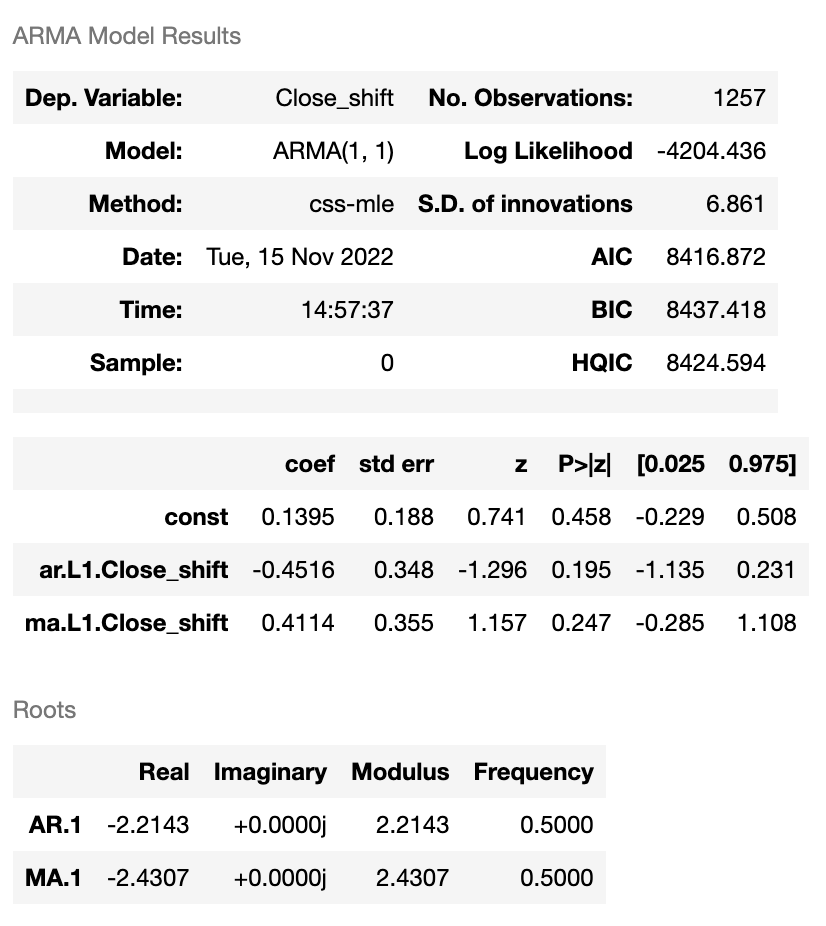 ARMA Model Results
Dep. Variable: Close_shift No. Observations: 1257
Model: ARMA(1, 1) Log Likelihood -4204.436
Method: css-mle S.D. of innovations 6.861
Date: Tue, 15 Nov 2022 AIC 8416.872
Time: 14:57:37 BIC 8437.418
Sample: 0 HQIC 8424.594
coef std err z P>|z| [0.025 0.975]
const 0.1395 0.188 0.741 0.458 -0.229 0.508
ar.L1.Close_shift -0.4516 0.348 -1.296 0.195 -1.135 0.231
ma.L1.Close_shift 0.4114 0.355 1.157 0.247 -0.285 1.108
Roots
Real Imaginary Modulus Frequency
AR.1 -2.2143 +0.0000j 2.2143 0.5000
MA.1 -2.4307 +0.0000j 2.4307 0.5000